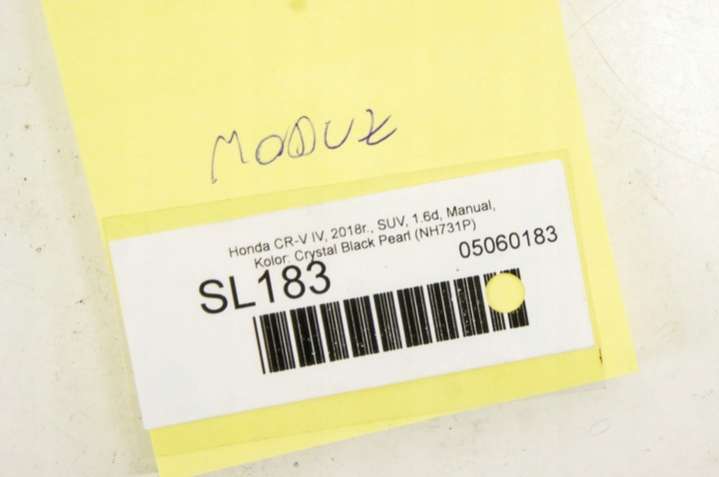 MODUŁ
Honda CR-V IV, 2018r., SUV, 1.6d, Manual,
Kolor: Crystal Black Pearl (NH731P)
SL183
05060183